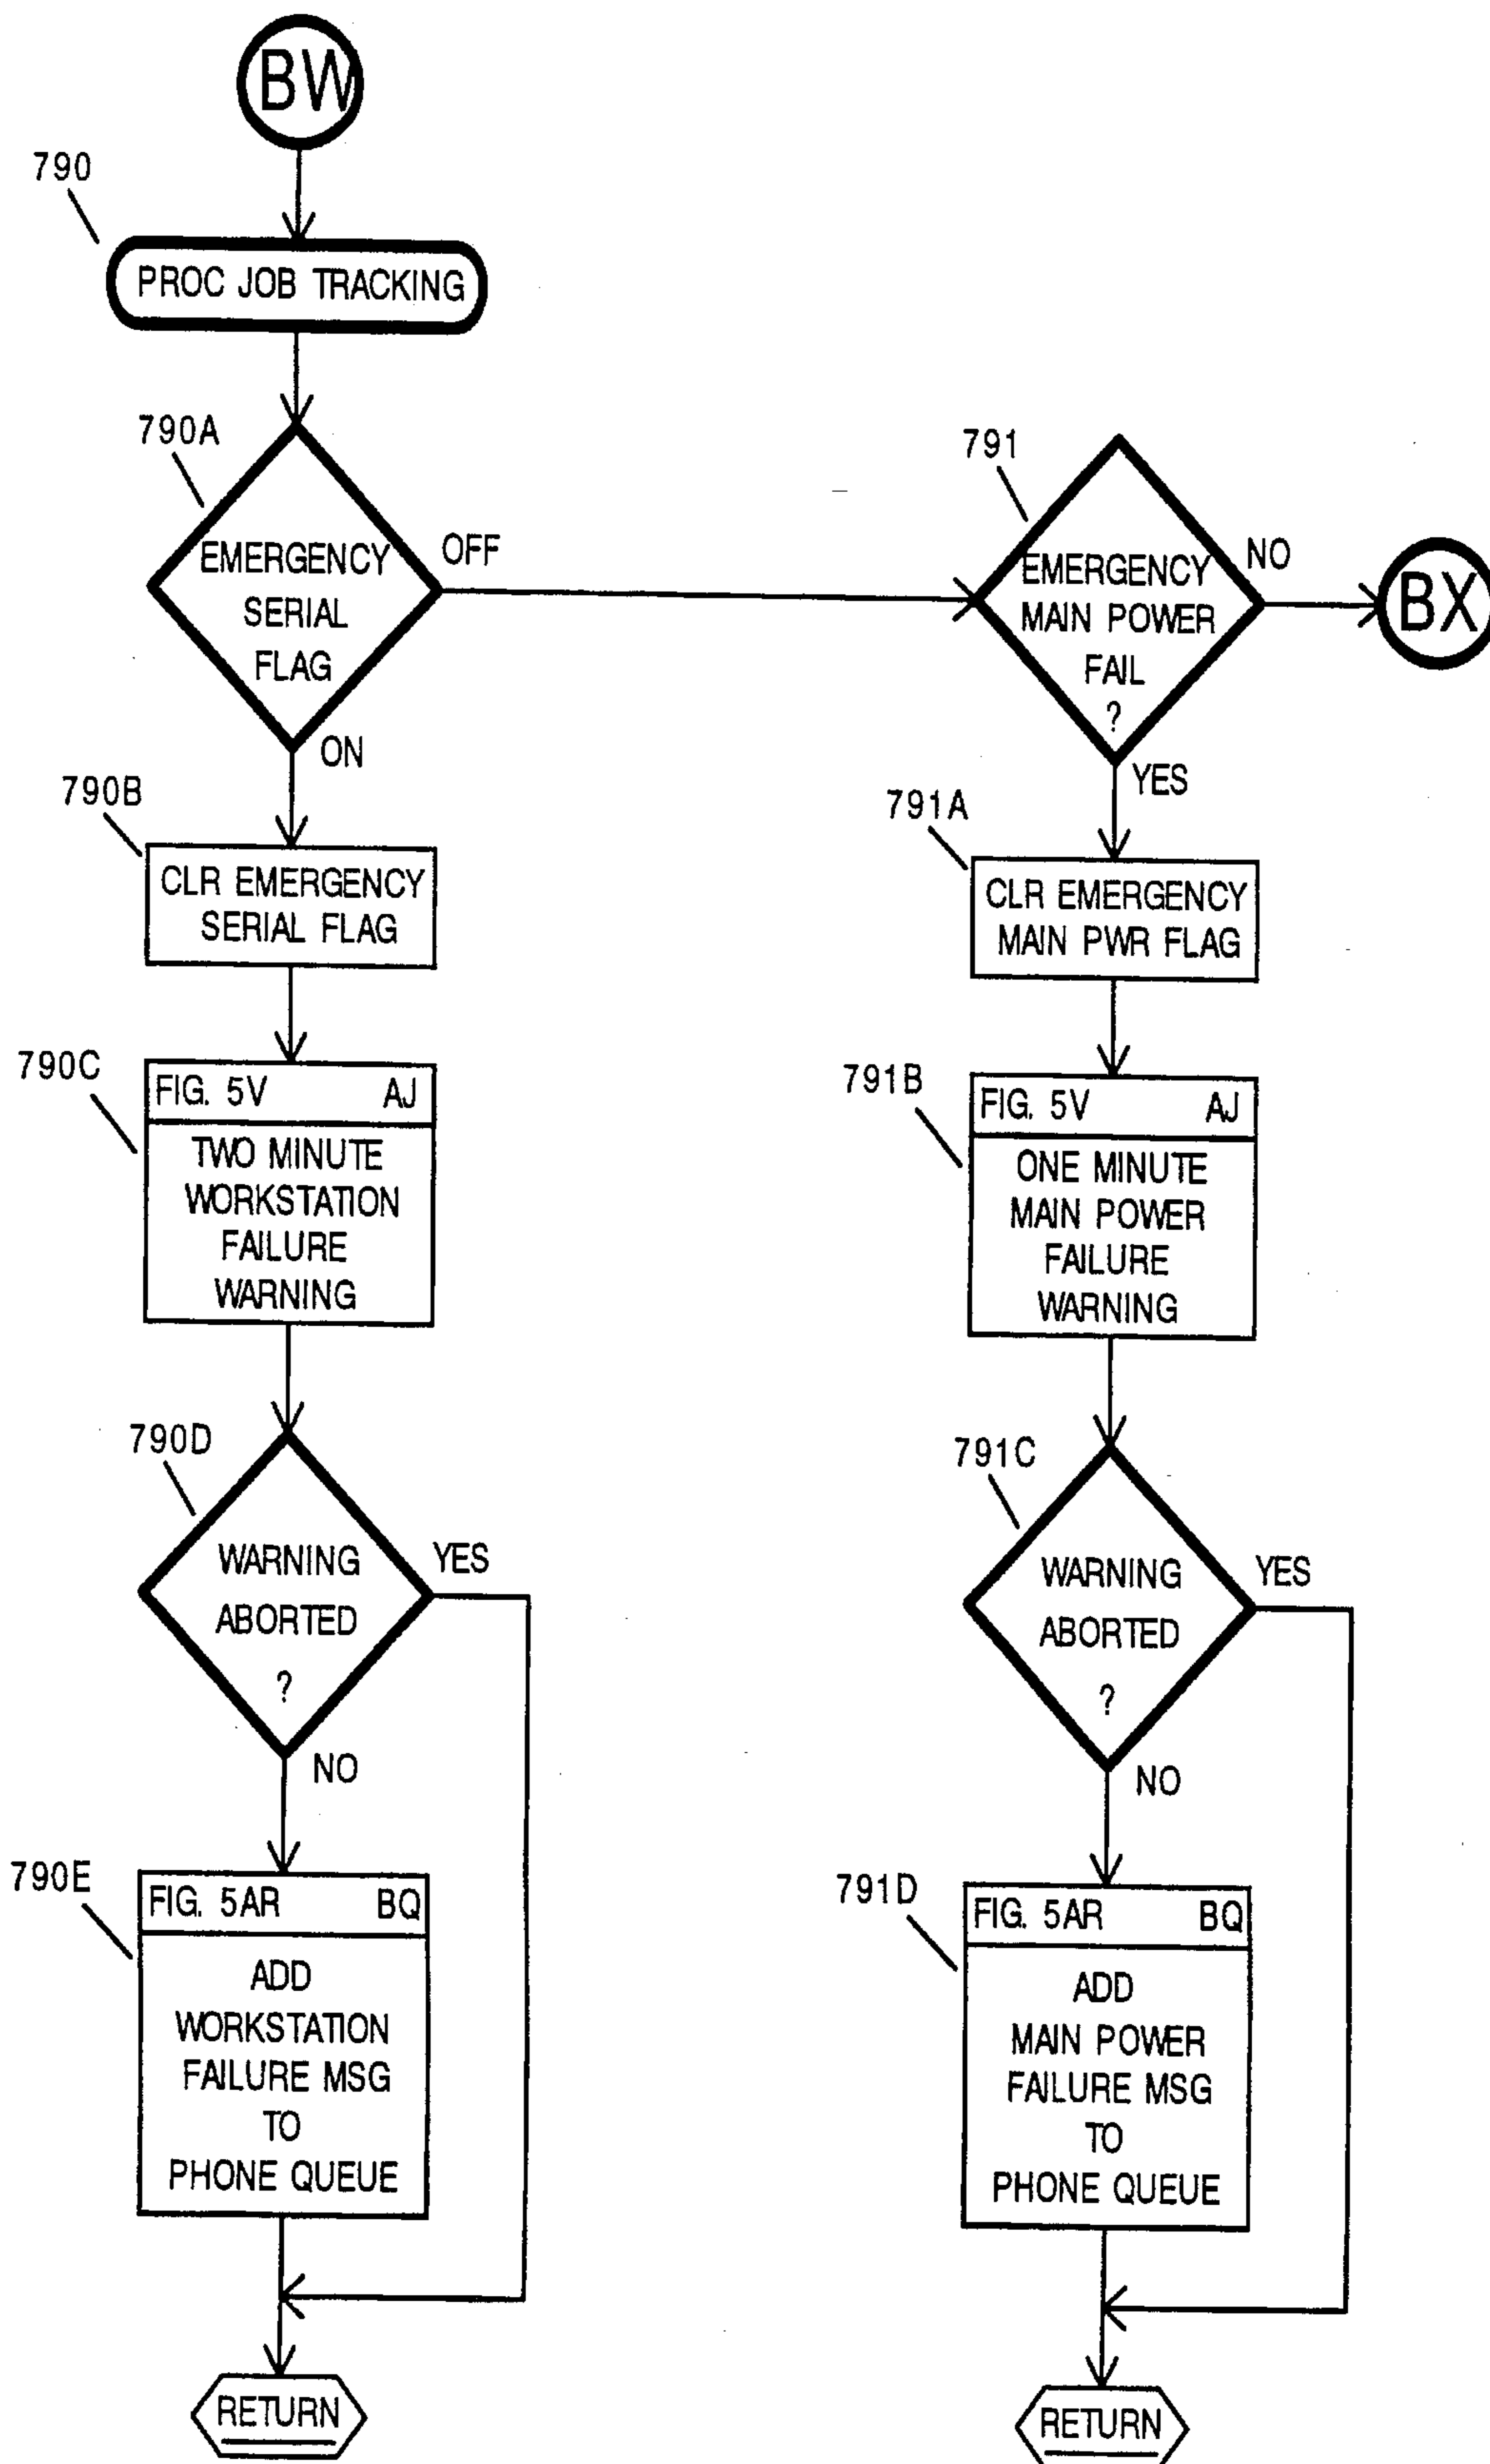 BW
790
PROC JOB TRACKING
790A
EMERGENCY
SERIAL
FLAG
OFF
ON
790B
CLR EMERGENCY
SERIAL FLAG
790C
FIG. 5V AJ
TWO MINUTE
WORKSTATION
FAILURE
WARNING
790D
WARNING
ABORTED
?
YES
NO
790E
FIG. 5AR BQ
ADD
WORKSTATION
FAILURE MSG
TO
PHONE QUEUE
RETURN
791
EMERGENCY
MAIN POWER
FAIL
?
NO
BX
YES
791A
CLR EMERGENCY
MAIN PWR FLAG
791B
FIG. 5V AJ
ONE MINUTE
MAIN POWER
FAILURE
WARNING
791C
WARNING
ABORTED
?
YES
NO
791D
FIG. 5AR BQ
ADD
MAIN POWER
FAILURE MSG
TO
PHONE QUEUE
RETURN